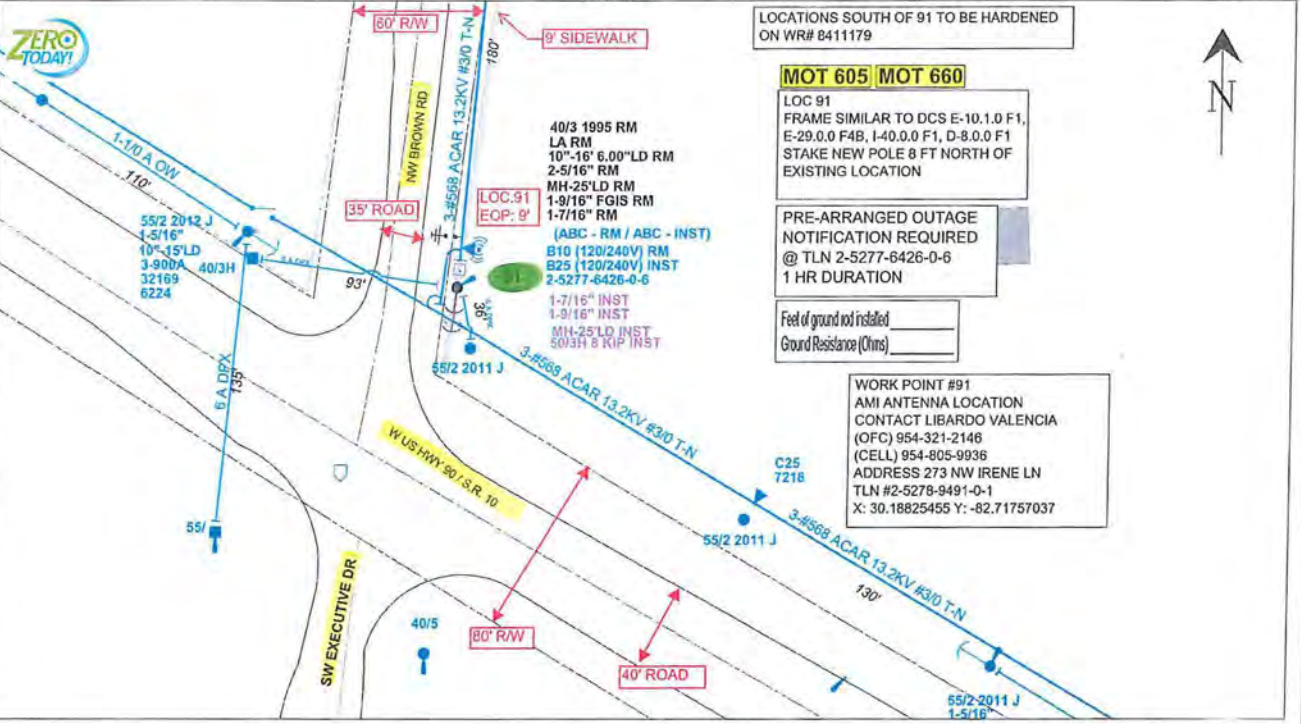 ZERO
TODAY!
60' R/W
9' SIDEWALK
LOCATIONS SOUTH OF 91 TO BE HARDENED
ON WR# 8411179
MOT 605 MOT 660
N
LOC 91
FRAME SIMILAR TO DCS E-10.1.0 F1,
E-29.0.0 F4B, I-40.0.0 F1, D-8.0.0 F1
STAKE NEW POLE 8 FT NORTH OF
EXISTING LOCATION
PRE-ARRANGED OUTAGE
NOTIFICATION REQUIRED
@ TLN 2-5277-6426-0-6
1 HR DURATION
Feet of ground rod installed
Ground Resistance (Ohms)
WORK POINT #91
AMI ANTENNA LOCATION
CONTACT LIBARDO VALENCIA
(OFC) 954-321-2146
(CELL) 954-805-9936
ADDRESS 273 NW IRENE LN
TLN #2-5278-9491-0-1
X: 30.18825455 Y: -82.71757037
3-#568 ACAR 13.2KV #3/0 T-N
180'
NW BROWN RD
40/3 1995 RM
LA RM
10"-16' 6.00"LD RM
2-5/16" RM
MH-25'LD RM
1-9/16" FGIS RM
1-7/16" RM
(ABC - RM / ABC - INST)
B10 (120/240V) RM
B25 (120/240V) INST
2-5277-6426-0-6
1-7/16" INST
1-9/16" INST
MH-25'LD INST
50/3H 8 KIP INST
LOC.91
EOP: 9'
35' ROAD
1-1/0 A OW
110'
55/2 2012 J
1-5/16"
10"-15'LD
3-900A
32169
6224
40/3H
93'
36'
55/2 2011 J
6 A DPX
135'
55/
3-#568 ACAR 13.2KV #3/0 T-N
W US HWY 90 / S.R. 10
C25
7218
55/2 2011 J
3-#568 ACAR 13.2KV #3/0 T-N
130'
SW EXECUTIVE DR
40/5
80' R/W
40' ROAD
55/2 2011 J
1-5/16"